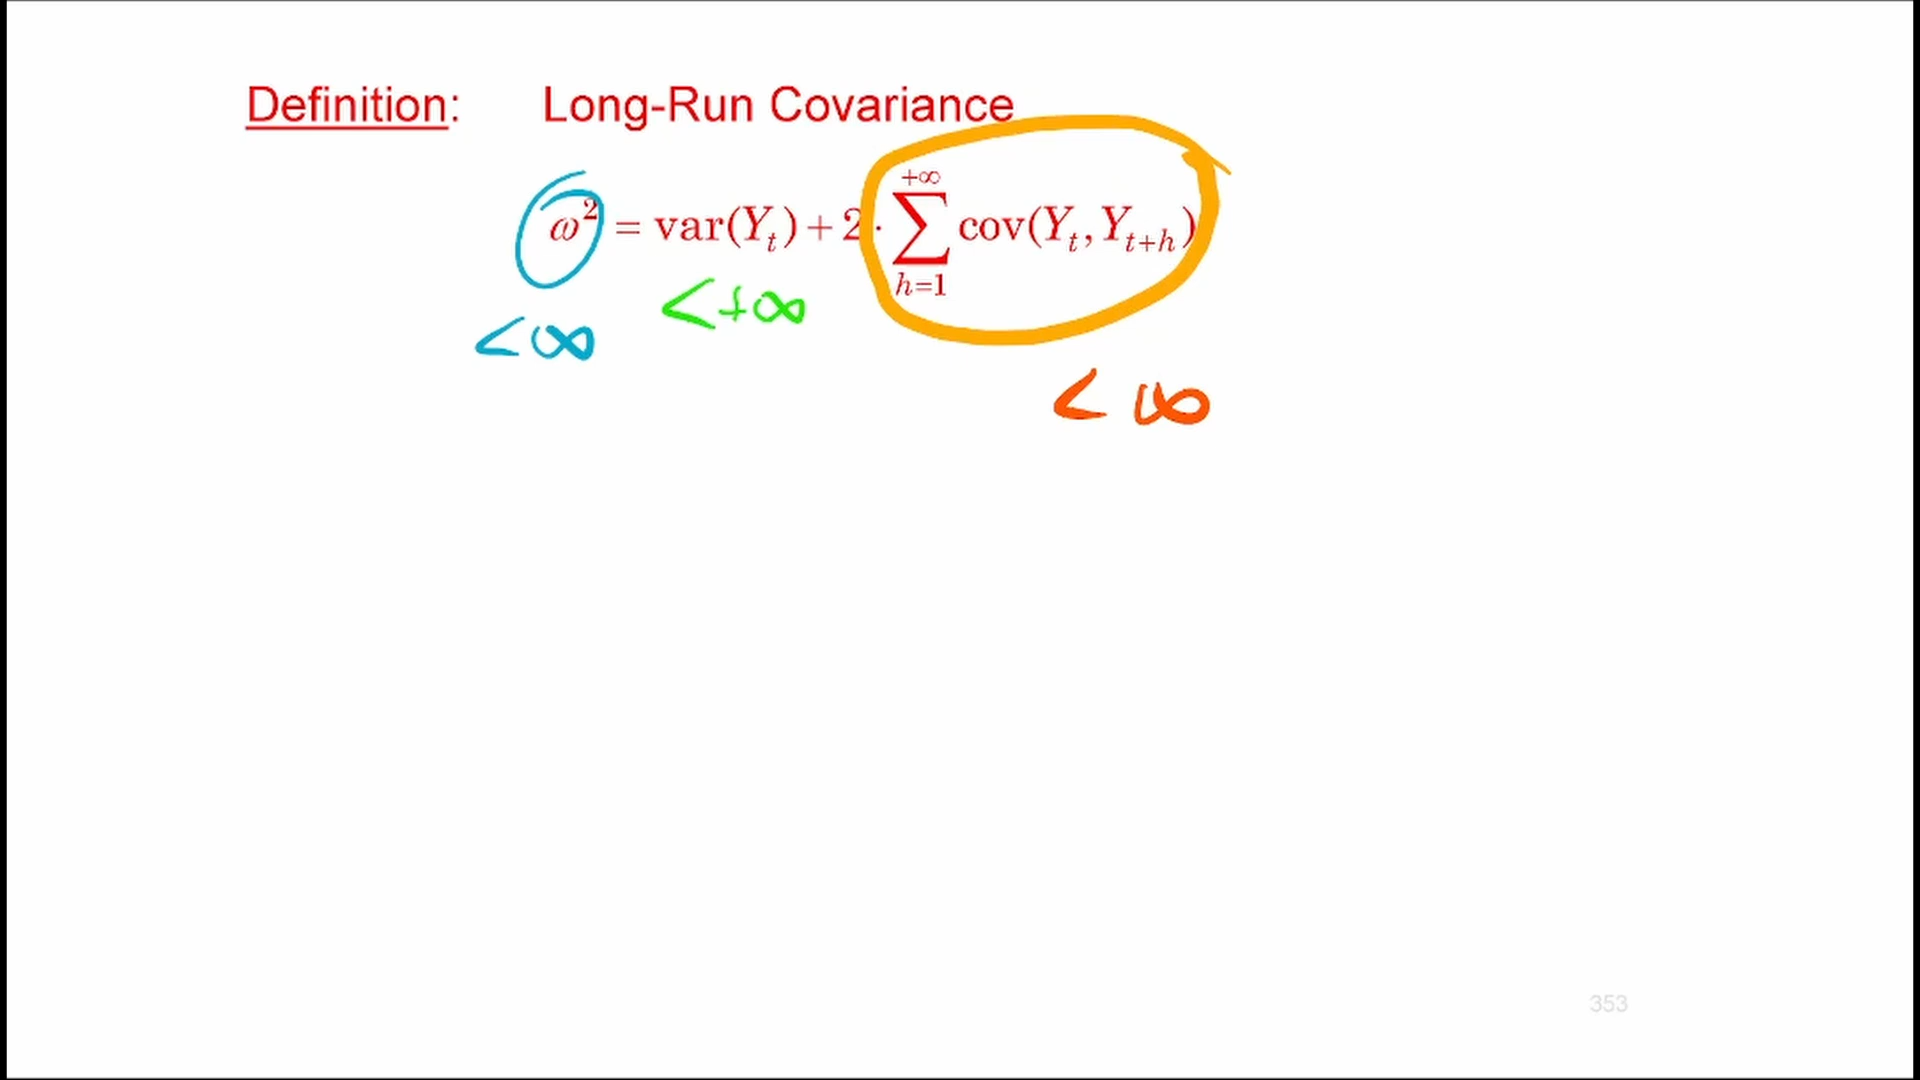 Definition: Long-Run Covariance
+∞
ω² = var(Yₜ) + 2 · ∑ cov(Yₜ, Yₜ₊ₕ)
h=1
< +∞
< ∞
< ∞
353